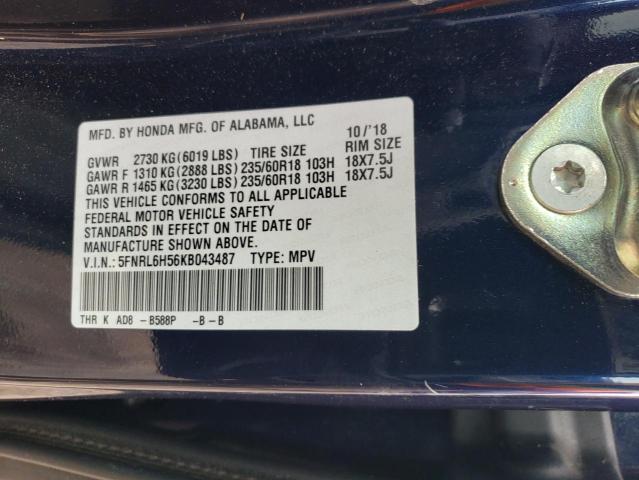 MFD. BY HONDA MFG. OF ALABAMA, LLC 10/'18
GVWR 2730 KG(6019 LBS) TIRE SIZE RIM SIZE
GAWR F 1310 KG(2888 LBS)235/60R18 103H 18X7.5J
GAWR R 1465 KG(3230 LBS)235/60R18 103H 18X7.5J
THIS VEHICLE CONFORMS TO ALL APPLICABLE
FEDERAL MOTOR VEHICLE SAFETY
STANDARDS IN EFFECT ON THE DATE OF
MANUFACTURE SHOWN ABOVE.
V.I.N.: 5FNRL6H56KB043487 TYPE: MPV
THR K AD8 -B588P -B-B